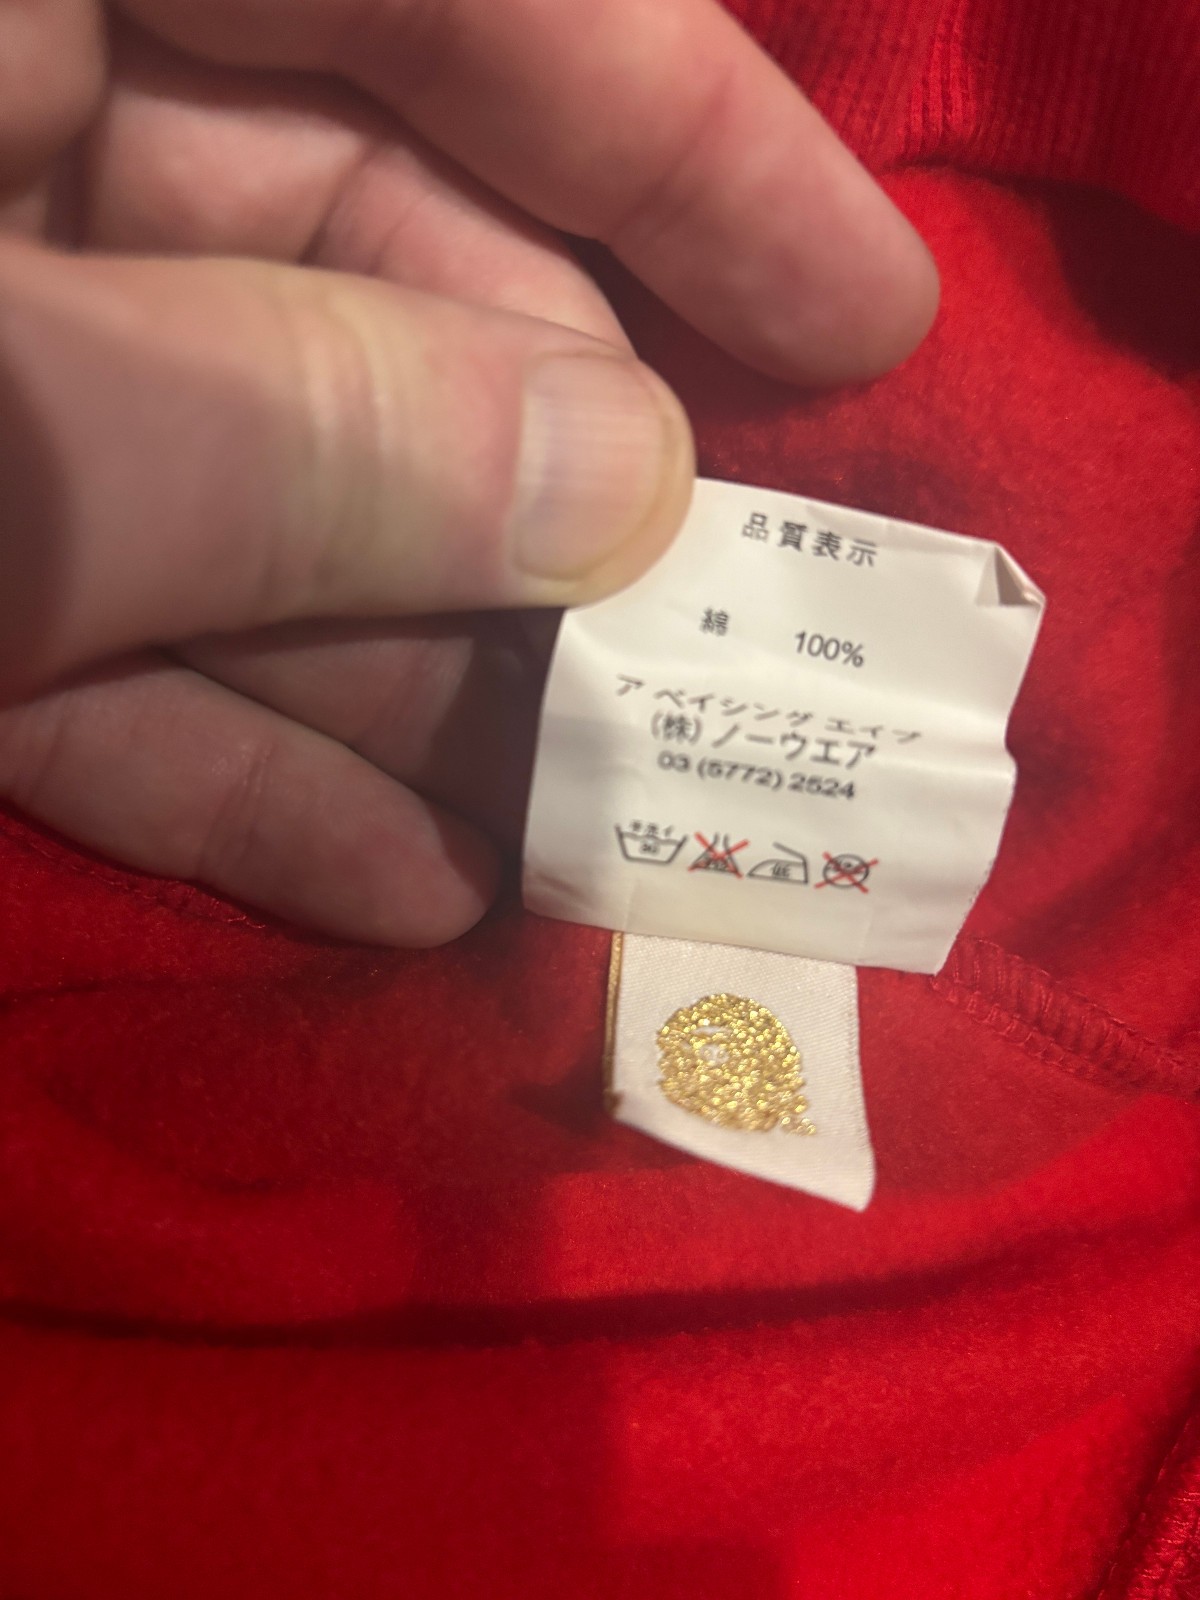 品質表示
綿 100%
ア ベイシング エイプ
(株) ノーウエア
03 (5772) 2524